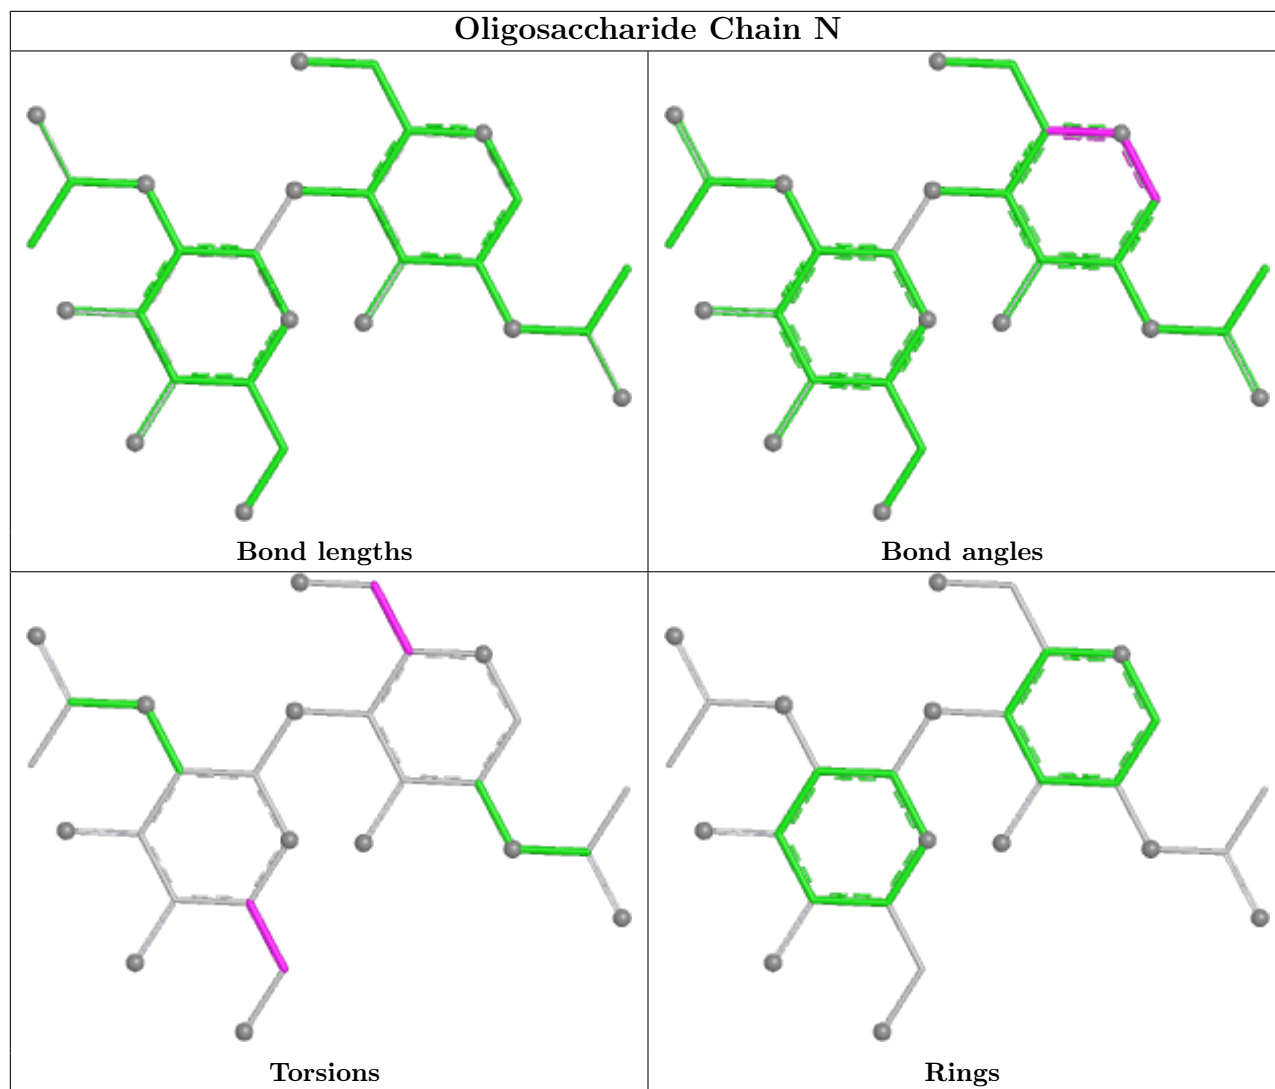 Oligosaccharide Chain N
Bond lengths
Bond angles
Torsions
Rings